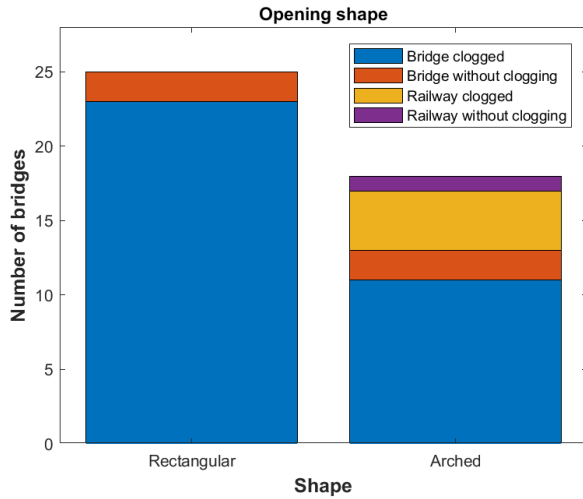 Opening shape
Bridge clogged
Bridge without clogging
Railway clogged
Railway without clogging
Number of bridges
25
20
15
10
5
0
Rectangular
Arched
Shape